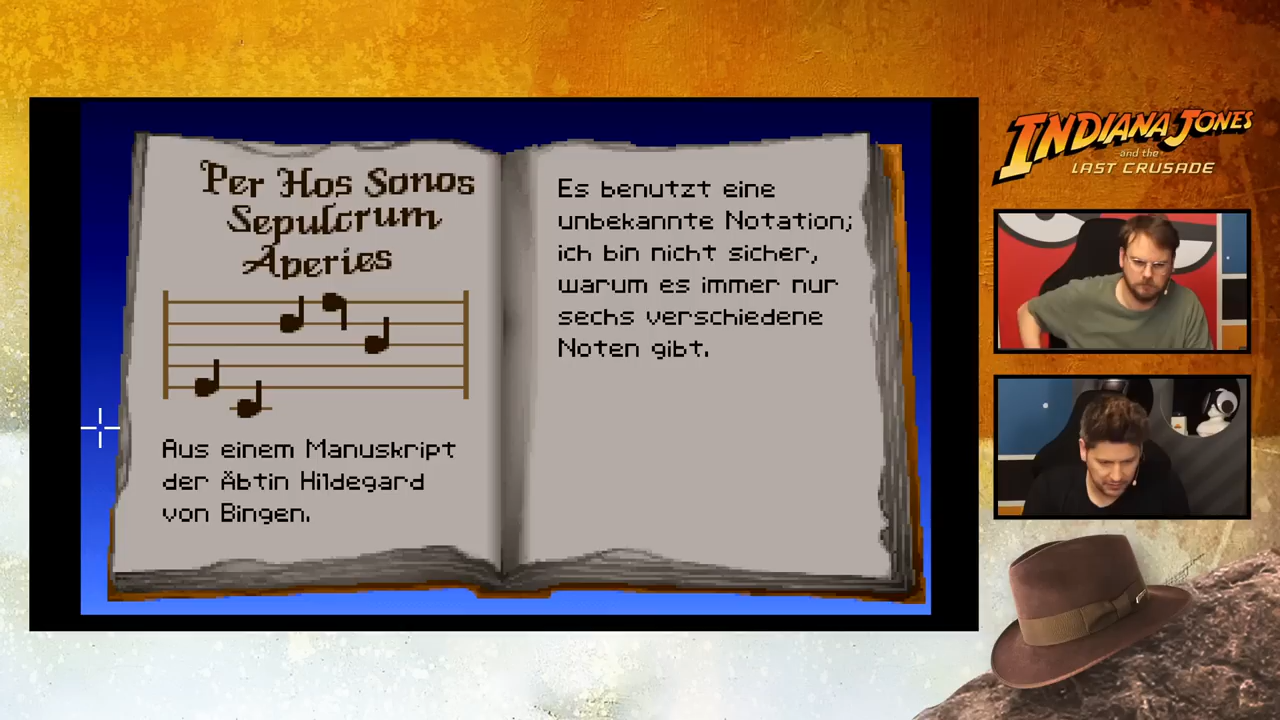 Per Hos Sonos
Sepulcrum
Aperies
Aus einem Manuskript
der Äbtin Hildegard
von Bingen.
Es benutzt eine
unbekannte Notation;
ich bin nicht sicher,
warum es immer nur
sechs verschiedene
Noten gibt.
INDIANA JONES
and the
LAST CRUSADE